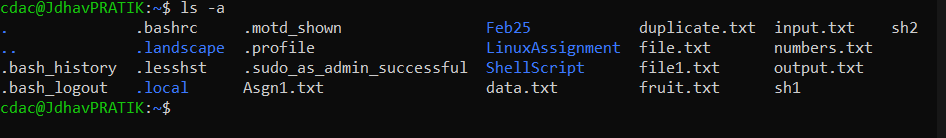 cdac@JdhavPRATIK:~$ ls -a
. .bashrc .motd_shown Feb25 duplicate.txt input.txt sh2
.. .landscape .profile LinuxAssignment file.txt numbers.txt
.bash_history .lesshst .sudo_as_admin_successful ShellScript file1.txt output.txt
.bash_logout .local Asgn1.txt data.txt fruit.txt sh1
cdac@JdhavPRATIK:~$